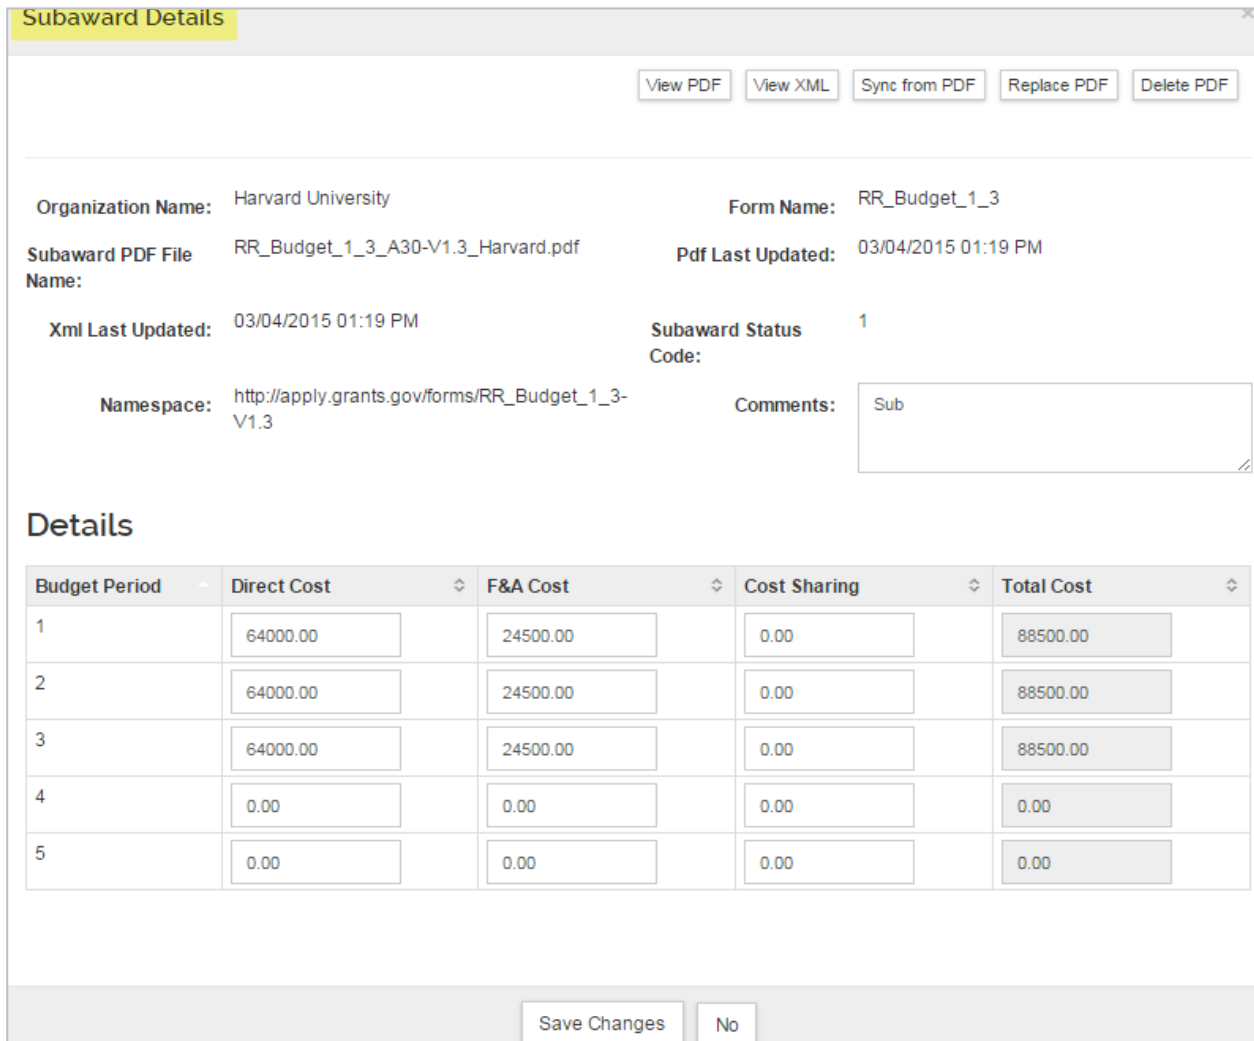 Subaward Details
×
View PDF View XML Sync from PDF Replace PDF Delete PDF
Organization Name: Harvard University Form Name: RR_Budget_1_3
Subaward PDF File Name: RR_Budget_1_3_A30-V1.3_Harvard.pdf Pdf Last Updated: 03/04/2015 01:19 PM
Xml Last Updated: 03/04/2015 01:19 PM Subaward Status Code: 1
Namespace: http://apply.grants.gov/forms/RR_Budget_1_3-V1.3 Comments: Sub
Details
Budget Period Direct Cost F&A Cost Cost Sharing Total Cost
1 64000.00 24500.00 0.00 88500.00
2 64000.00 24500.00 0.00 88500.00
3 64000.00 24500.00 0.00 88500.00
4 0.00 0.00 0.00 0.00
5 0.00 0.00 0.00 0.00
Save Changes No